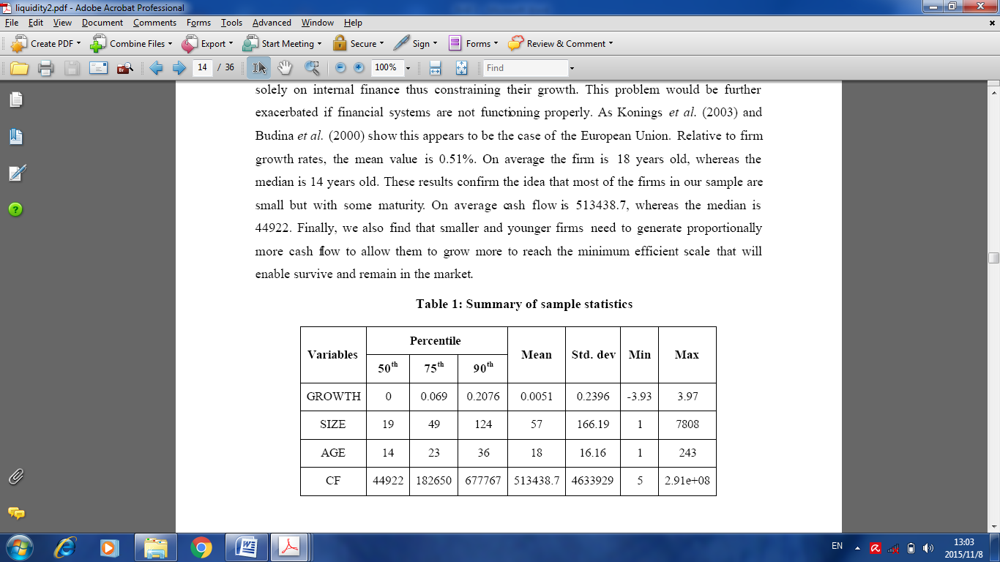 liquidity2.pdf - Adobe Acrobat Professional
File Edit View Document Comments Forms Tools Advanced Window Help
Create PDF Combine Files Export Start Meeting Secure Sign Forms Review & Comment
14 / 36 100% Find
solely on internal finance thus constraining their growth. This problem would be further
exacerbated if financial systems are not functioning properly. As Konings et al. (2003) and
Budina et al. (2000) show this appears to be the case of the European Union. Relative to firm
growth rates, the mean value is 0.51%. On average the firm is 18 years old, whereas the
median is 14 years old. These results confirm the idea that most of the firms in our sample are
small but with some maturity. On average cash flow is 513438.7, whereas the median is
44922. Finally, we also find that smaller and younger firms need to generate proportionally
more cash flow to allow them to grow more to reach the minimum efficient scale that will
enable survive and remain in the market.
Table 1: Summary of sample statistics
Variables Percentile Mean Std. dev Min Max
50th 75th 90th
GROWTH 0 0.069 0.2076 0.0051 0.2396 -3.93 3.97
SIZE 19 49 124 57 166.19 1 7808
AGE 14 23 36 18 16.16 1 243
CF 44922 182650 677767 513438.7 4633929 5 2.91e+08
EN 13:03
2015/11/8